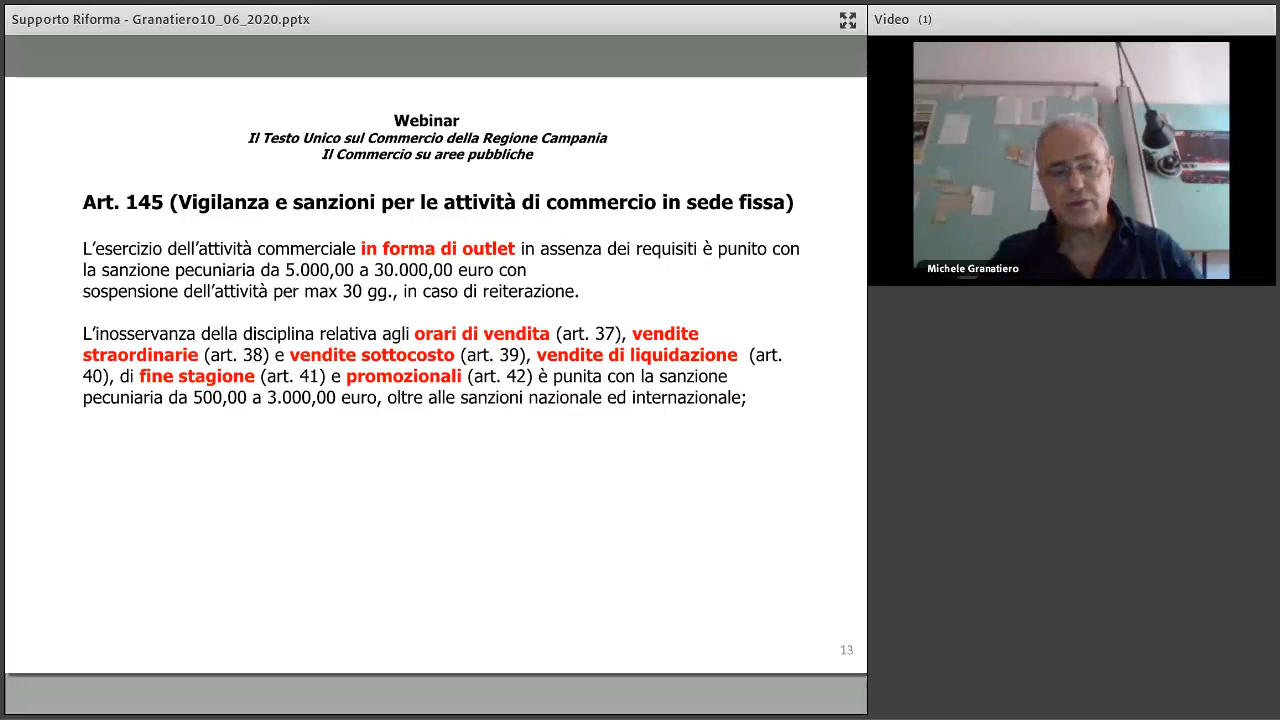 Supporto Riforma - Granatiero10_06_2020.pptx
Video (1)
Webinar
Il Testo Unico sul Commercio della Regione Campania
Il Commercio su aree pubbliche
Art. 145 (Vigilanza e sanzioni per le attività di commercio in sede fissa)
L’esercizio dell’attività commerciale in forma di outlet in assenza dei requisiti è punito con
la sanzione pecuniaria da 5.000,00 a 30.000,00 euro con
sospensione dell’attività per max 30 gg., in caso di reiterazione.
L’inosservanza della disciplina relativa agli orari di vendita (art. 37), vendite
straordinarie (art. 38) e vendite sottocosto (art. 39), vendite di liquidazione (art.
40), di fine stagione (art. 41) e promozionali (art. 42) è punita con la sanzione
pecuniaria da 500,00 a 3.000,00 euro, oltre alle sanzioni nazionale ed internazionale;
13
Michele Granatiero